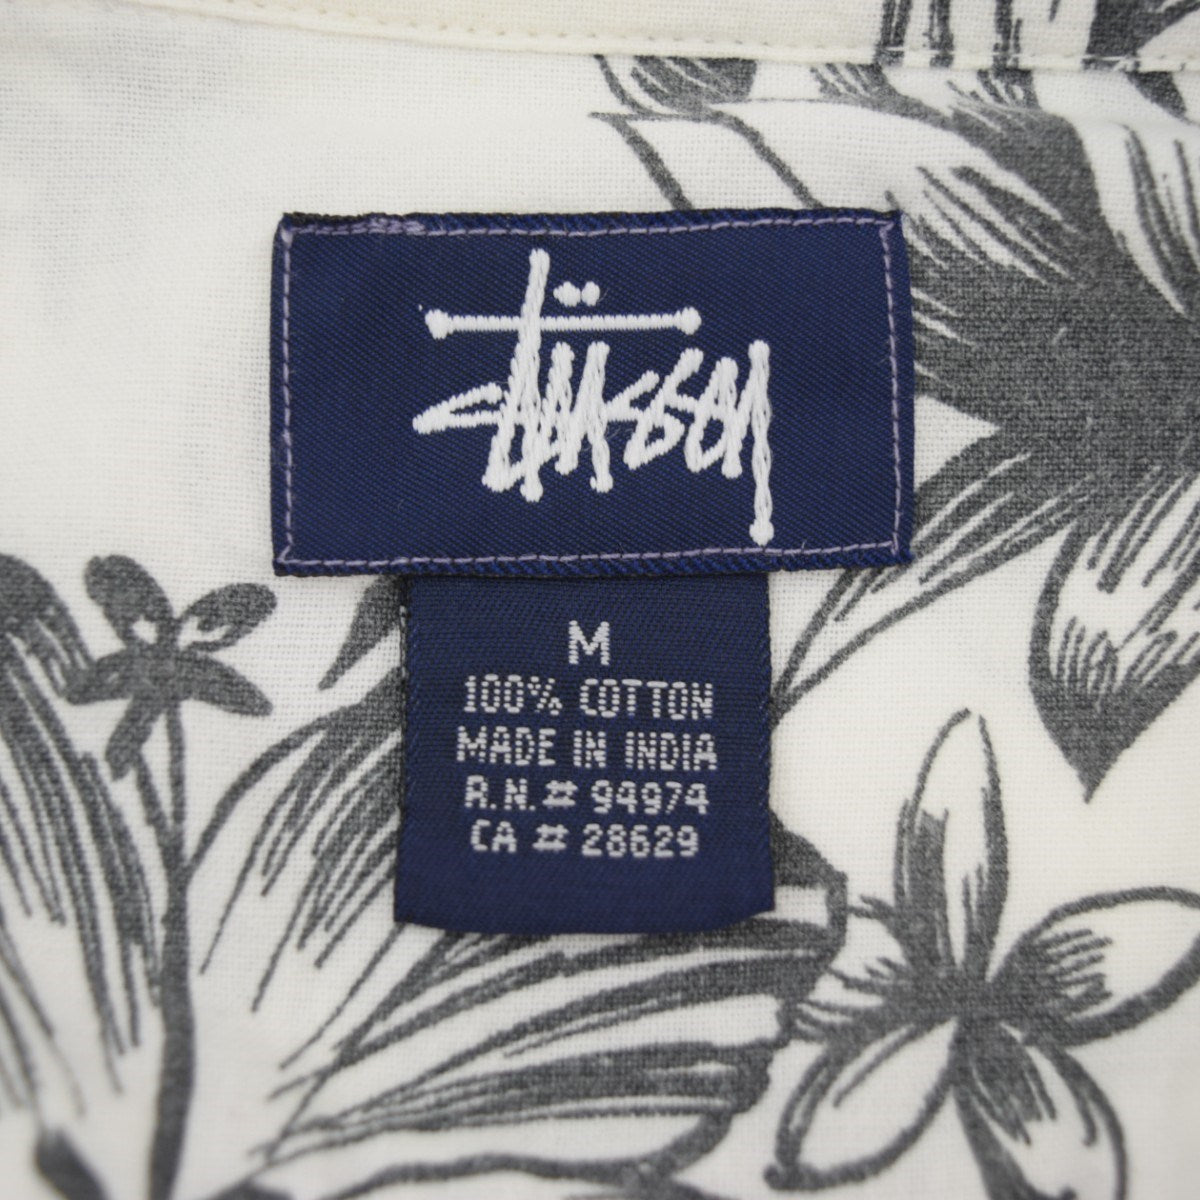 Stüssy
M
100% COTTON
MADE IN INDIA
R.N.# 94974
CA # 28629